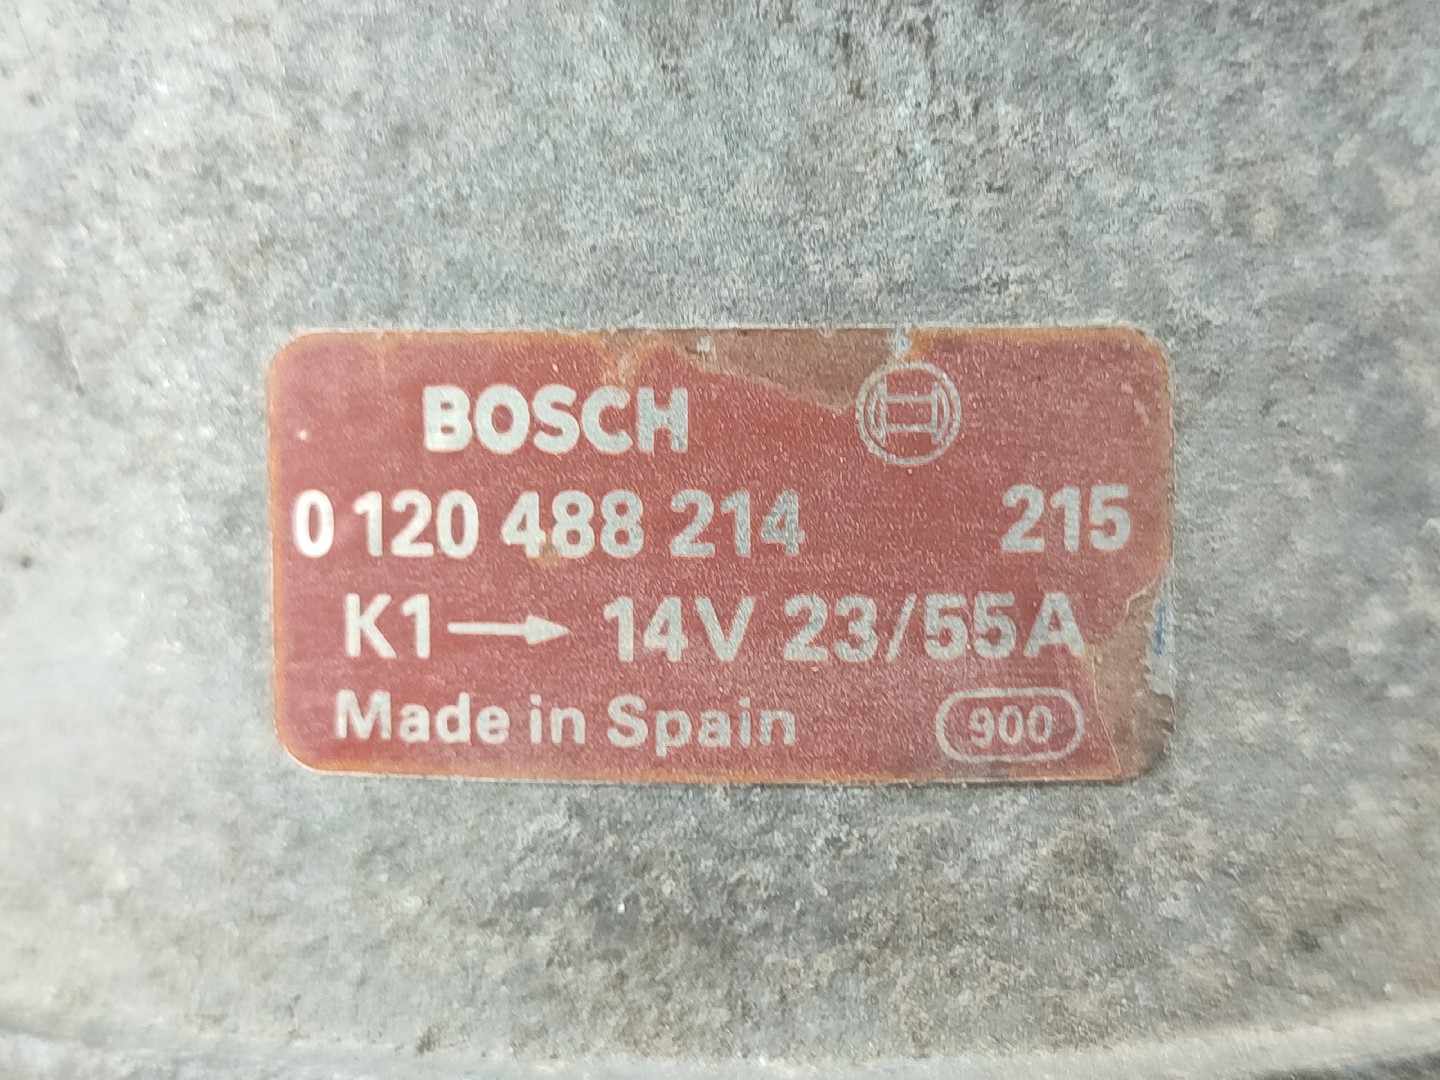 BOSCH
0 120 488 214 215
K1→ 14V 23/55A
Made in Spain 900